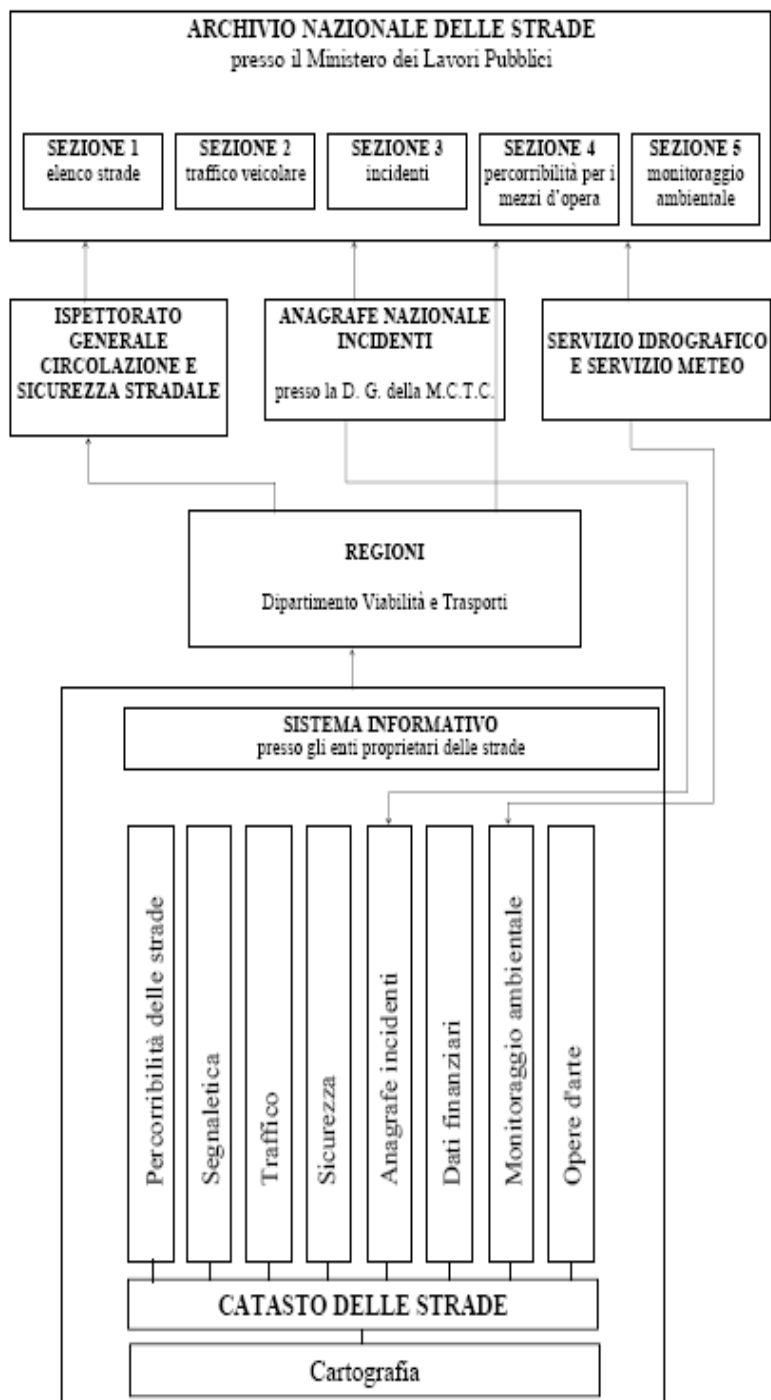 ARCHIVIO NAZIONALE DELLE STRADE
presso il Ministero dei Lavori Pubblici
SEZIONE 1
elenco strade
SEZIONE 2
traffico veicolare
SEZIONE 3
incidenti
SEZIONE 4
percorribilità per i
mezzi d'opera
SEZIONE 5
monitoraggio
ambientale
ISPETTORATO
GENERALE
CIRCOLAZIONE E
SICUREZZA STRADALE
ANAGRAFE NAZIONALE
INCIDENTI
presso la D. G. della M.C.T.C.
SERVIZIO IDROGRAFICO
E SERVIZIO METEO
REGIONI
Dipartimento Viabilità e Trasporti
SISTEMA INFORMATIVO
presso gli enti proprietari delle strade
Percorribilità delle strade
Segnaletica
Traffico
Sicurezza
Anagrafe incidenti
Dati finanziari
Monitoraggio ambientale
Opere d'arte
CATASTO DELLE STRADE
Cartografia